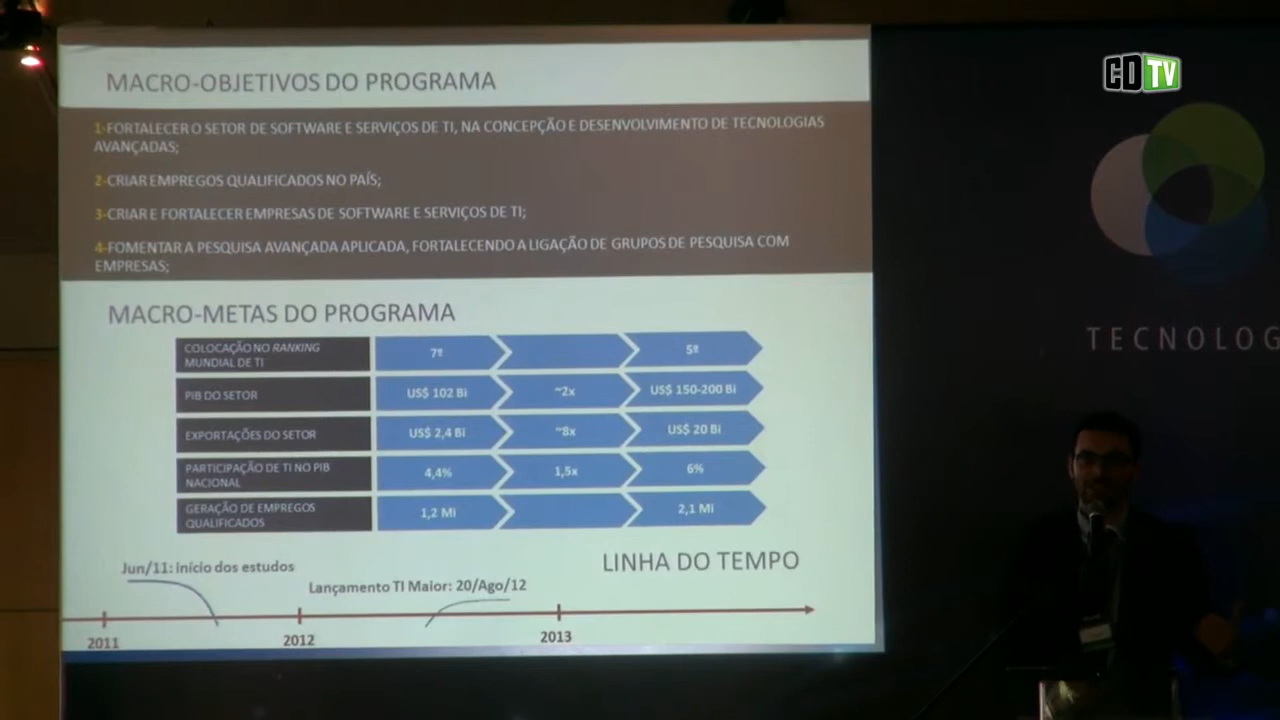 CDTV
MACRO-OBJETIVOS DO PROGRAMA
1-FORTALECER O SETOR DE SOFTWARE E SERVIÇOS DE TI, NA CONCEPÇÃO E DESENVOLVIMENTO DE TECNOLOGIAS
AVANÇADAS;
2-CRIAR EMPREGOS QUALIFICADOS NO PAÍS;
3-CRIAR E FORTALECER EMPRESAS DE SOFTWARE E SERVIÇOS DE TI;
4-FOMENTAR A PESQUISA AVANÇADA APLICADA, FORTALECENDO A LIGAÇÃO DE GRUPOS DE PESQUISA COM
EMPRESAS;
MACRO-METAS DO PROGRAMA
COLOCAÇÃO NO RANKING
MUNDIAL DE TI
7º
5º
PIB DO SETOR
US$ 102 Bi
~2x
US$ 150-200 Bi
EXPORTAÇÕES DO SETOR
US$ 2,4 Bi
~8x
US$ 20 Bi
PARTICIPAÇÃO DE TI NO PIB
NACIONAL
4,4%
1,5x
6%
GERAÇÃO DE EMPREGOS
QUALIFICADOS
1,2 Mi
2,1 Mi
LINHA DO TEMPO
Jun/11: início dos estudos
Lançamento TI Maior: 20/Ago/12
2011
2012
2013
TECNOLOG